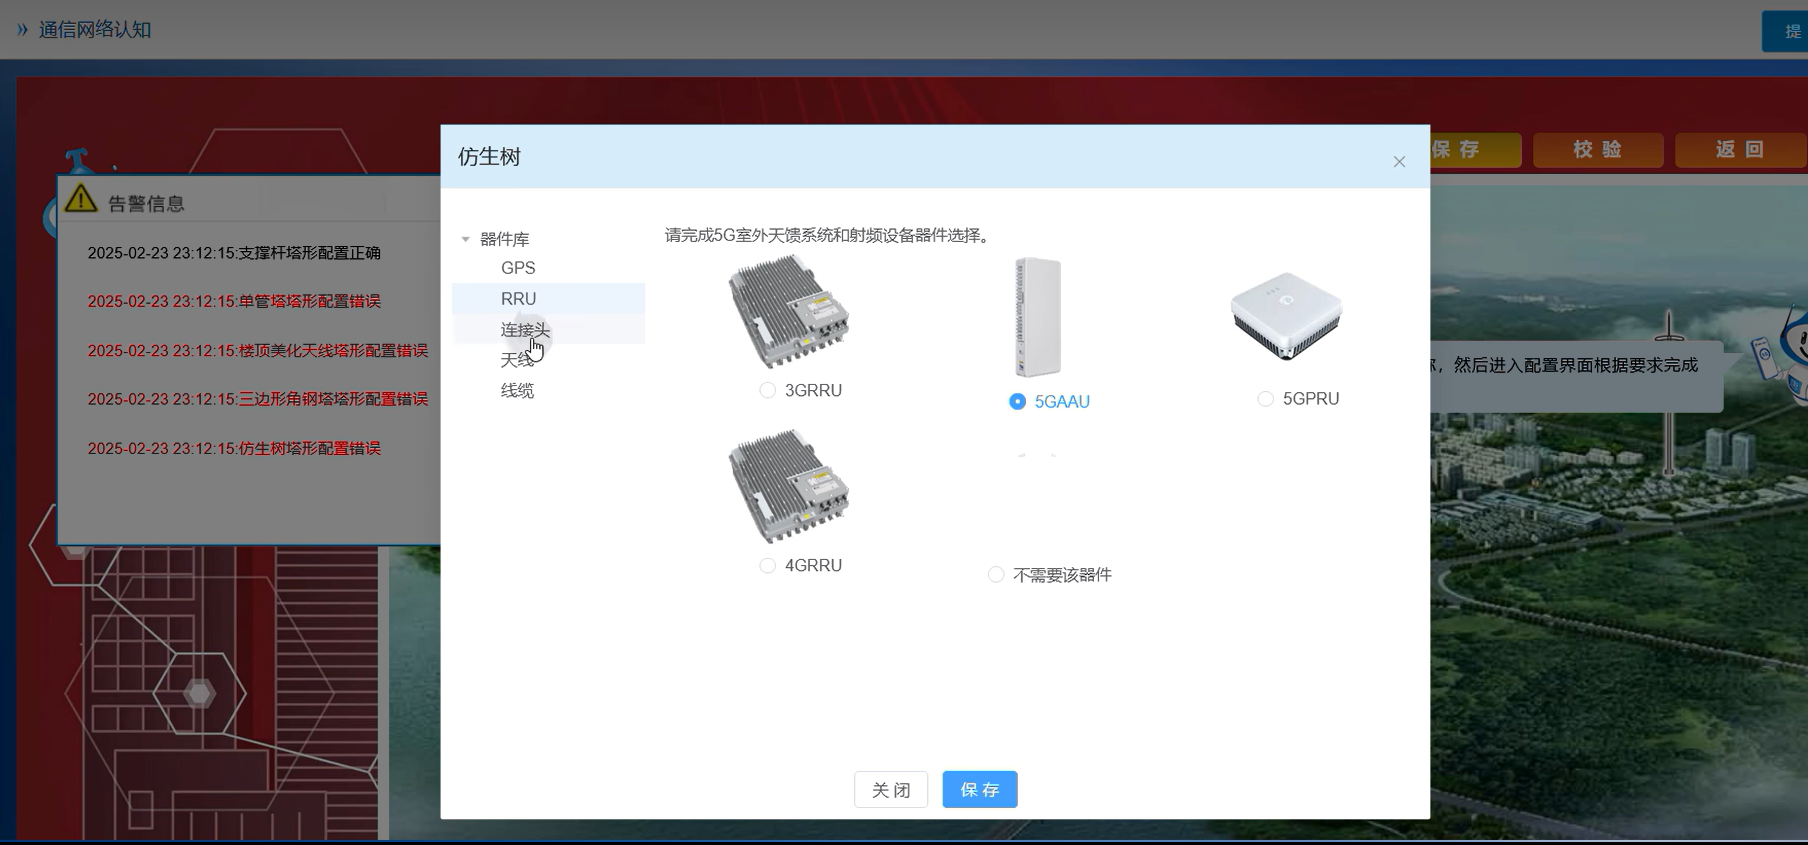 » 通信网络认知
提
仿生树
保 存
校 验
返 回
告警信息
2025-02-23 23:12:15:支撑杆塔形配置正确
2025-02-23 23:12:15:单管塔塔形配置错误
2025-02-23 23:12:15:楼顶美化天线塔形配置错误
2025-02-23 23:12:15:三边形角钢塔塔形配置错误
2025-02-23 23:12:15:仿生树塔形配置错误
器件库
GPS
RRU
连接头
天线
线缆
请完成5G室外天馈系统和射频设备器件选择。
3GRRU
5GAAU
5GPRU
4GRRU
不需要该器件
，然后进入配置界面根据要求完成
关 闭
保 存